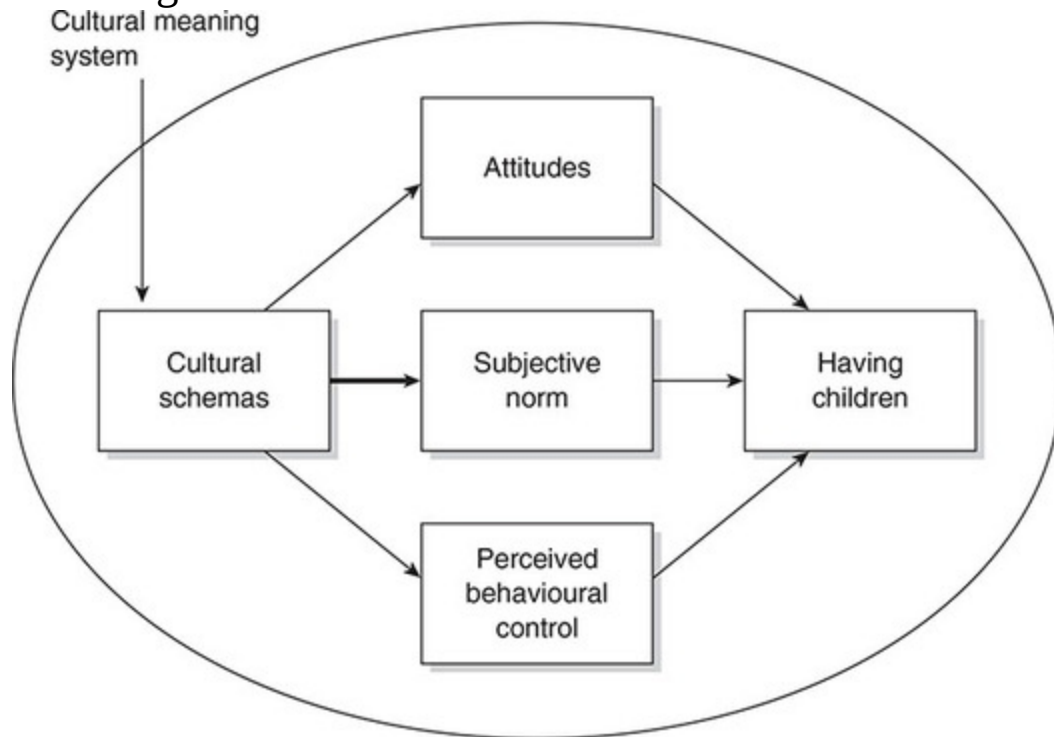 Cultural meaning
system
Attitudes
Cultural
schemas
Subjective
norm
Having
children
Perceived
behavioural
control